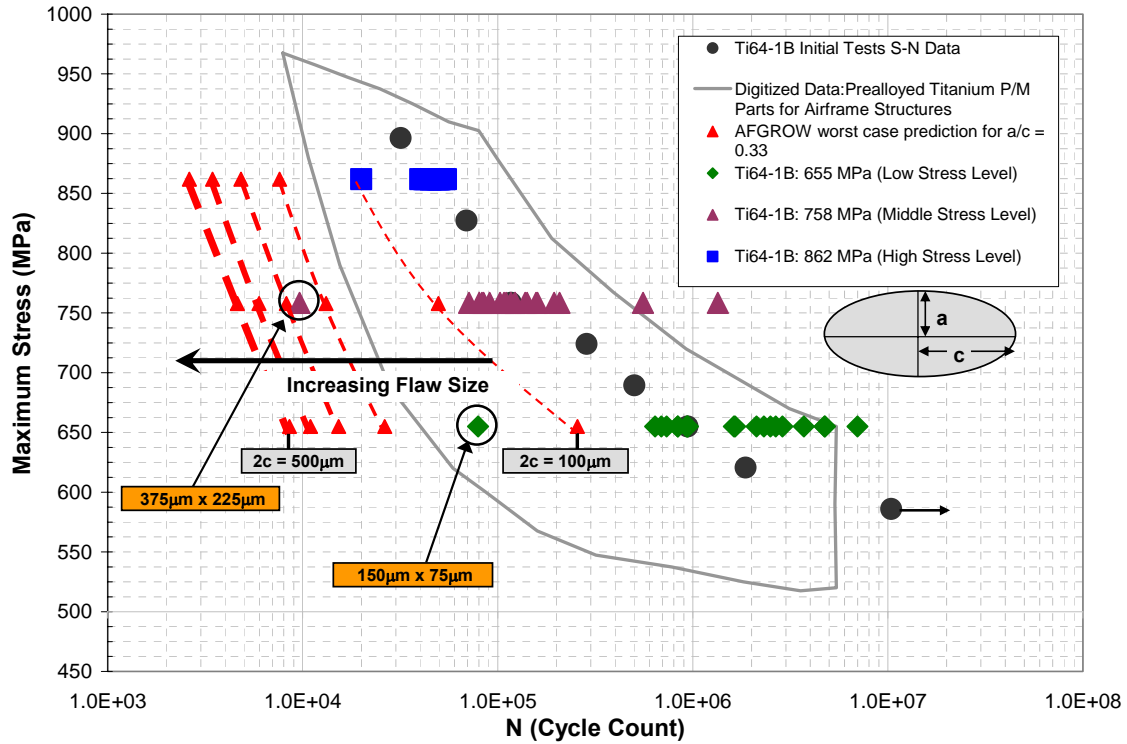 1000
950
900
850
800
750
700
650
600
550
500
450
Maximum Stress (MPa)
Ti64-1B Initial Tests S-N Data
Digitized Data:Prealloyed Titanium P/M
Parts for Airframe Structures
AFGROW worst case prediction for a/c =
0.33
Ti64-1B: 655 MPa (Low Stress Level)
Ti64-1B: 758 MPa (Middle Stress Level)
Ti64-1B: 862 MPa (High Stress Level)
a
c
Increasing Flaw Size
2c = 500µm
2c = 100µm
375µm x 225µm
150µm x 75µm
1.0E+03
1.0E+04
1.0E+05
1.0E+06
1.0E+07
1.0E+08
N (Cycle Count)